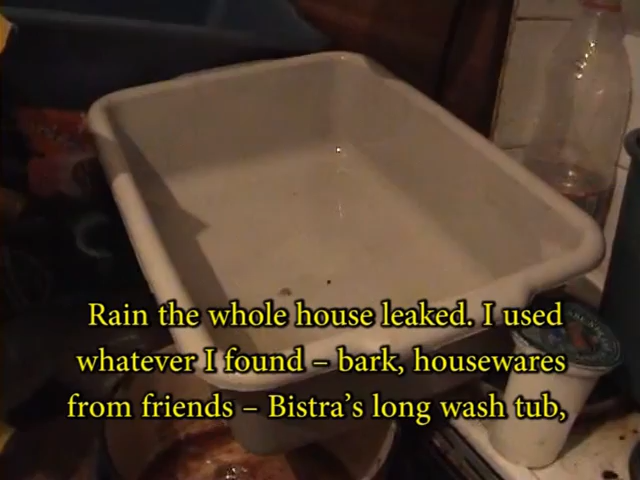 Rain the whole house leaked. I used
whatever I found – bark, housewares
from friends – Bistra's long wash tub,